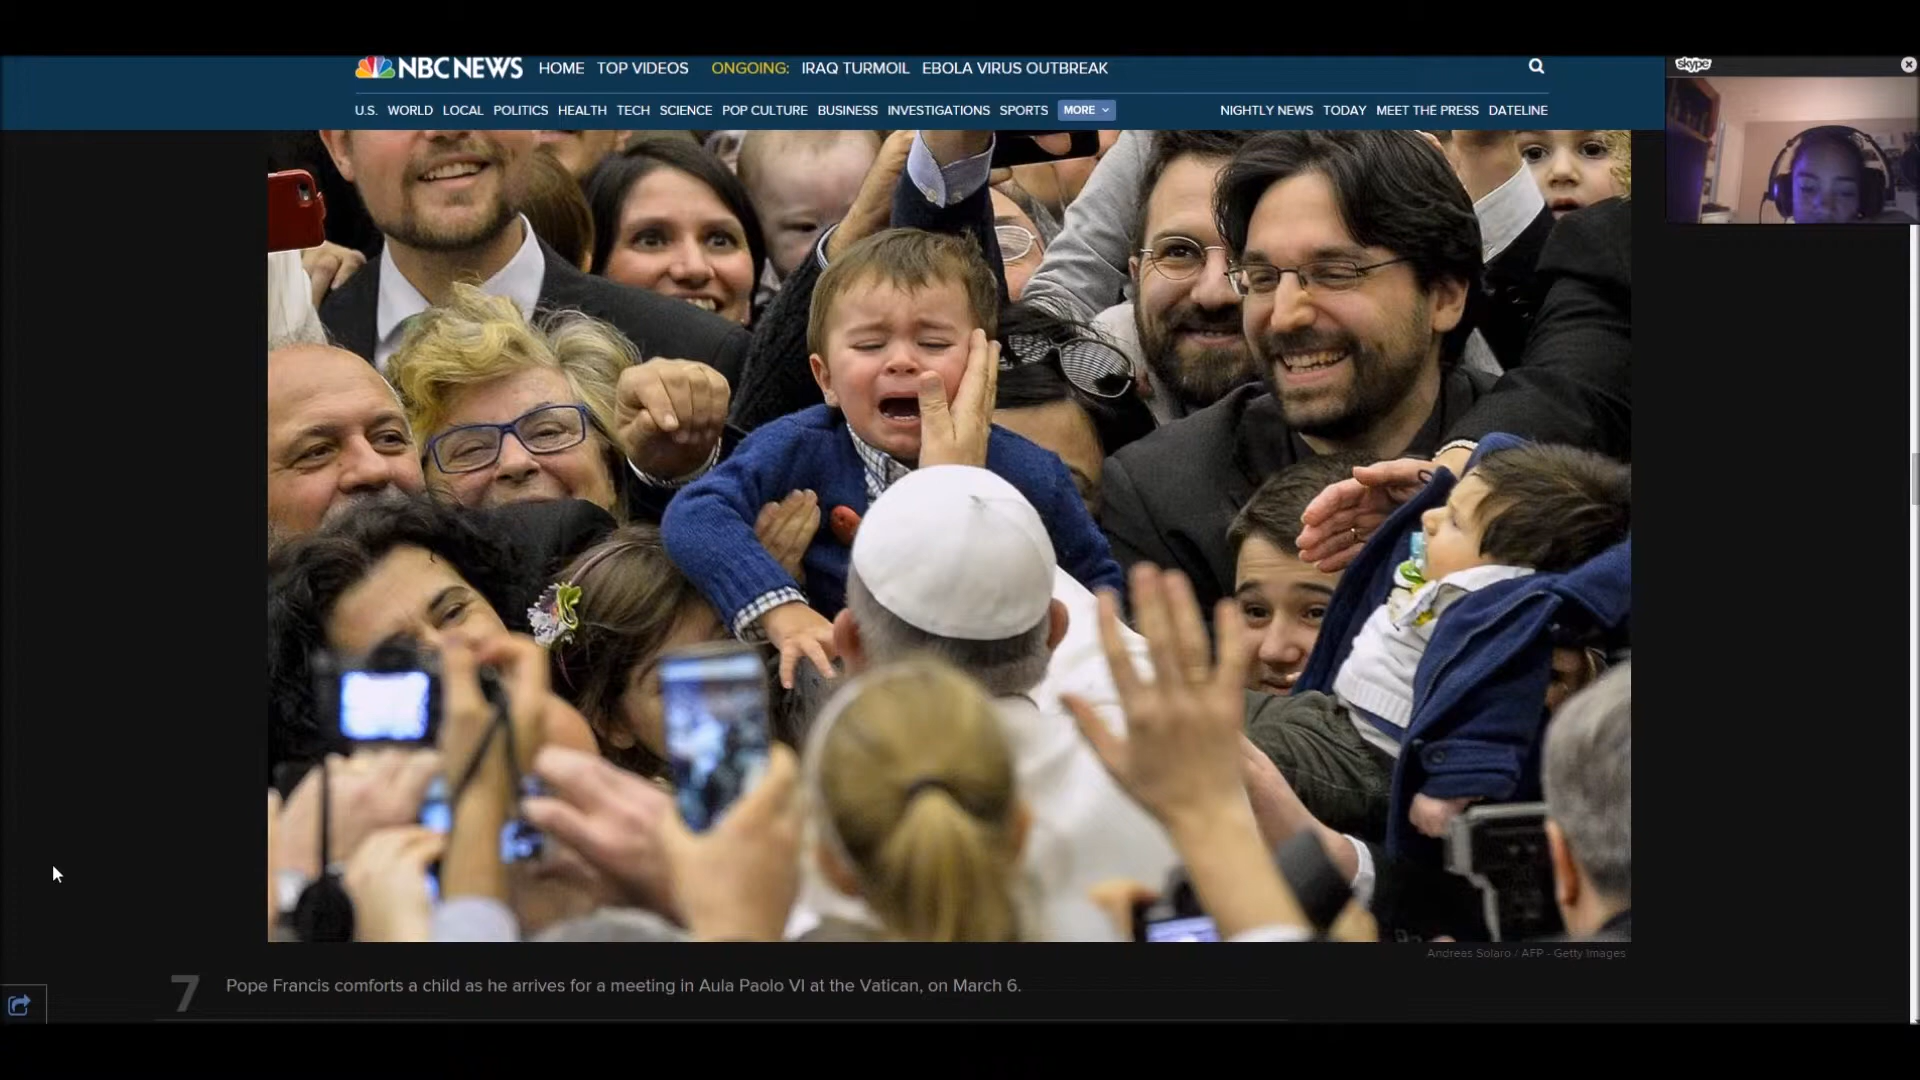 NBC NEWS HOME TOP VIDEOS ONGOING: IRAQ TURMOIL EBOLA VIRUS OUTBREAK
skype
U.S. WORLD LOCAL POLITICS HEALTH TECH SCIENCE POP CULTURE BUSINESS INVESTIGATIONS SPORTS MORE NIGHTLY NEWS TODAY MEET THE PRESS DATELINE
Andreas Solaro / AFP - Getty Images
7 Pope Francis comforts a child as he arrives for a meeting in Aula Paolo VI at the Vatican, on March 6.